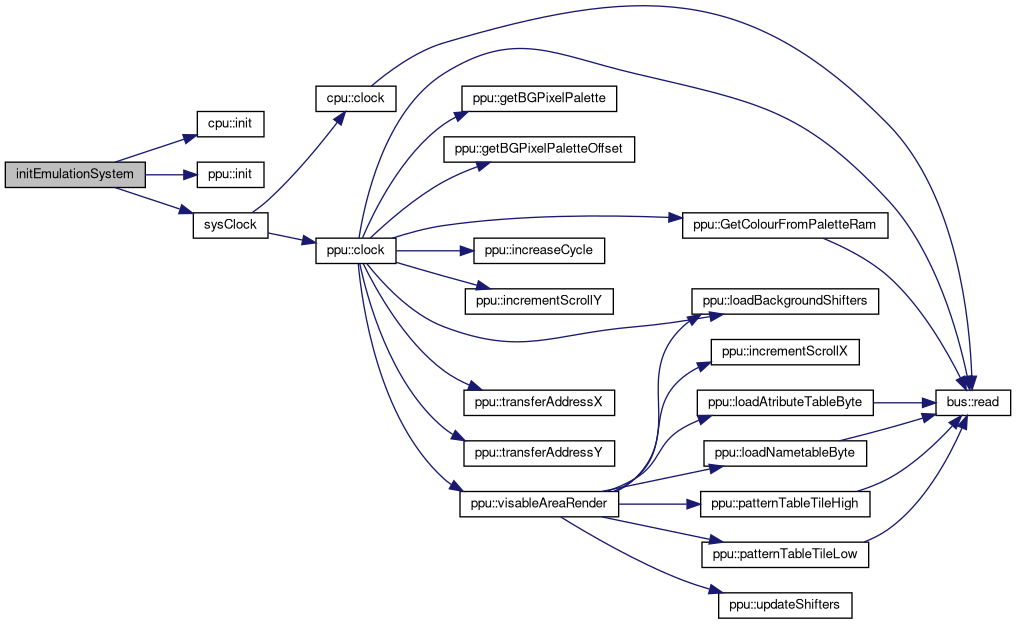 initEmulationSystem
cpu::init
ppu::init
sysClock
cpu::clock
ppu::clock
ppu::getBGPixelPalette
ppu::getBGPixelPaletteOffset
ppu::GetColourFromPaletteRam
ppu::increaseCycle
ppu::incrementScrollY
ppu::loadBackgroundShifters
ppu::incrementScrollX
ppu::transferAddressX
ppu::loadAtributeTableByte
bus::read
ppu::transferAddressY
ppu::loadNametableByte
ppu::visableAreaRender
ppu::patternTableTileHigh
ppu::patternTableTileLow
ppu::updateShifters